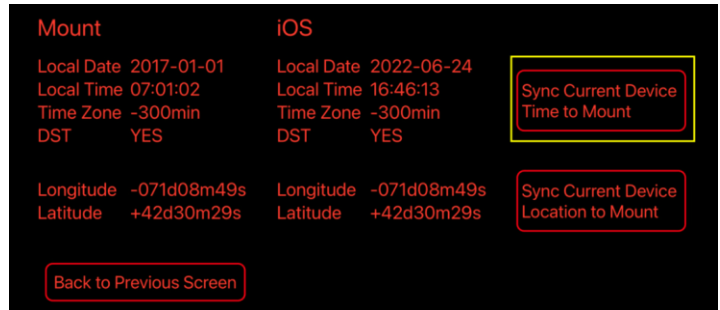 Mount
iOS
Local Date 2017-01-01
Local Time 07:01:02
Time Zone -300min
DST YES
Local Date 2022-06-24
Local Time 16:46:13
Time Zone -300min
DST YES
Sync Current Device
Time to Mount
Longitude -071d08m49s
Latitude +42d30m29s
Longitude -071d08m49s
Latitude +42d30m29s
Sync Current Device
Location to Mount
Back to Previous Screen